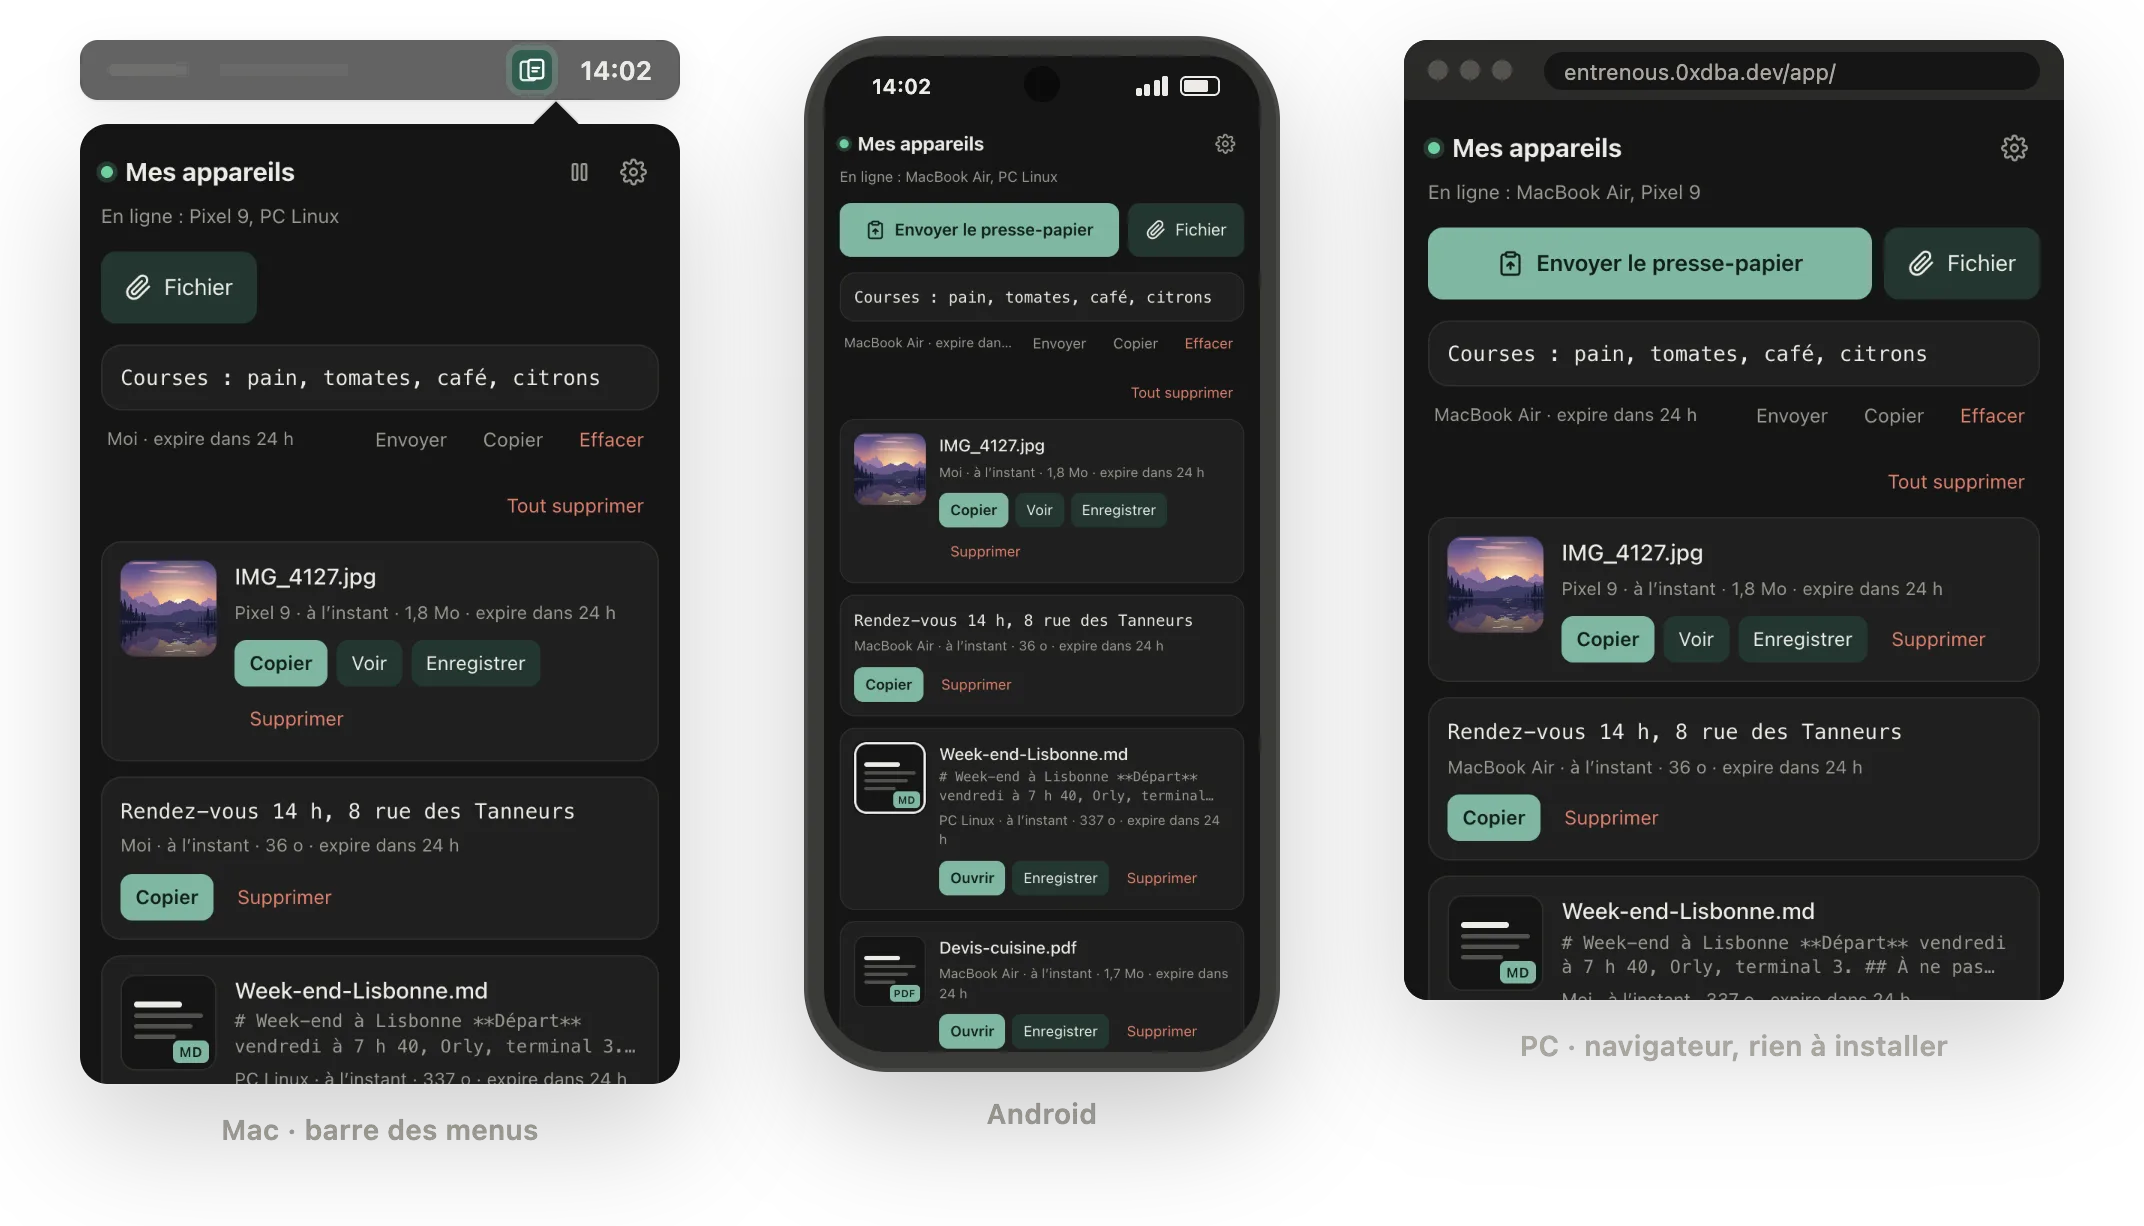 14:02
Mes appareils
En ligne : Pixel 9, PC Linux
Fichier
Courses : pain, tomates, café, citrons
Moi · expire dans 24 h
Envoyer
Copier
Effacer
Tout supprimer
IMG_4127.jpg
Pixel 9 · à l’instant · 1,8 Mo · expire dans 24 h
Copier
Voir
Enregistrer
Supprimer
Rendez-vous 14 h, 8 rue des Tanneurs
Moi · à l’instant · 36 o · expire dans 24 h
Copier
Supprimer
MD
Week-end-Lisbonne.md
# Week-end à Lisbonne **Départ**
vendredi à 7 h 40, Orly, terminal 3.…
PC Linux · à l’instant · 337 o · expire dans 24 h
Mac · barre des menus
14:02
Mes appareils
En ligne : MacBook Air, PC Linux
Envoyer le presse-papier
Fichier
Courses : pain, tomates, café, citrons
MacBook Air · expire dan…
Envoyer
Copier
Effacer
Tout supprimer
IMG_4127.jpg
Moi · à l’instant · 1,8 Mo · expire dans 24 h
Copier
Voir
Enregistrer
Supprimer
Rendez-vous 14 h, 8 rue des Tanneurs
MacBook Air · à l’instant · 36 o · expire dans 24 h
Copier
Supprimer
MD
Week-end-Lisbonne.md
# Week-end à Lisbonne **Départ**
vendredi à 7 h 40, Orly, terminal…
PC Linux · à l’instant · 337 o · expire dans 24
h
Ouvrir
Enregistrer
Supprimer
PDF
Devis-cuisine.pdf
MacBook Air · à l’instant · 1,7 Mo · expire dans
24 h
Ouvrir
Enregistrer
Supprimer
Android
entrenous.0xdba.dev/app/
Mes appareils
En ligne : MacBook Air, Pixel 9
Envoyer le presse-papier
Fichier
Courses : pain, tomates, café, citrons
MacBook Air · expire dans 24 h
Envoyer
Copier
Effacer
Tout supprimer
IMG_4127.jpg
Pixel 9 · à l’instant · 1,8 Mo · expire dans 24 h
Copier
Voir
Enregistrer
Supprimer
Rendez-vous 14 h, 8 rue des Tanneurs
MacBook Air · à l’instant · 36 o · expire dans 24 h
Copier
Supprimer
MD
Week-end-Lisbonne.md
# Week-end à Lisbonne **Départ** vendredi
à 7 h 40, Orly, terminal 3. ## À ne pas…
Moi · à l’instant · 337 o · expire dans 24 h
PC · navigateur, rien à installer